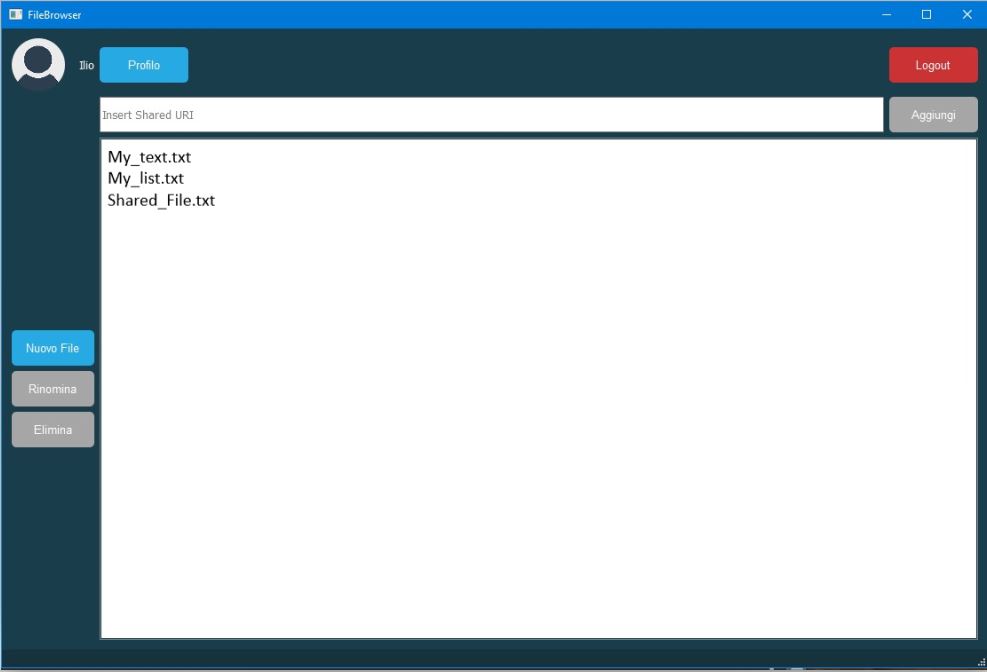 FileBrowser
Ilio
Profilo
Logout
Insert Shared URI
Aggiungi
My_text.txt
My_list.txt
Shared_File.txt
Nuovo File
Rinomina
Elimina